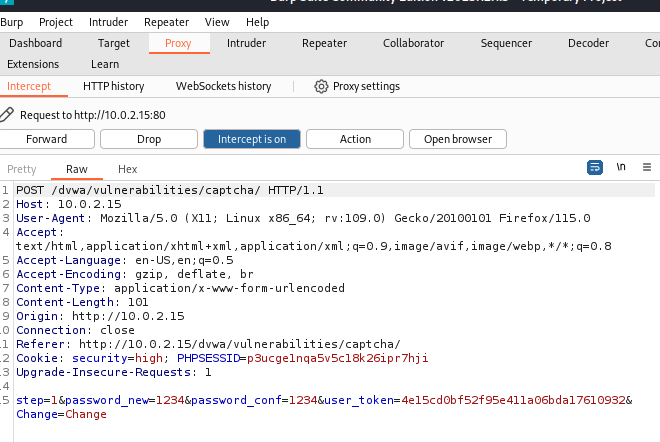 Burp Project Intruder Repeater View Help
Dashboard Target Proxy Intruder Repeater Collaborator Sequencer Decoder
Extensions Learn
Intercept HTTP history WebSockets history Proxy settings
Request to http://10.0.2.15:80
Forward Drop Intercept is on Action Open browser
Pretty Raw Hex \n
1 POST /dvwa/vulnerabilities/captcha/ HTTP/1.1
2 Host: 10.0.2.15
3 User-Agent: Mozilla/5.0 (X11; Linux x86_64; rv:109.0) Gecko/20100101 Firefox/115.0
4 Accept:
text/html,application/xhtml+xml,application/xml;q=0.9,image/avif,image/webp,*/*;q=0.8
5 Accept-Language: en-US,en;q=0.5
6 Accept-Encoding: gzip, deflate, br
7 Content-Type: application/x-www-form-urlencoded
8 Content-Length: 101
9 Origin: http://10.0.2.15
10 Connection: close
11 Referer: http://10.0.2.15/dvwa/vulnerabilities/captcha/
12 Cookie: security=high; PHPSESSID=p3ucge1nqa5v5c18k26ipr7hji
13 Upgrade-Insecure-Requests: 1
14
15 step=1&password_new=1234&password_conf=1234&user_token=4e15cd0bf52f95e411a06bda17610932&
Change=Change